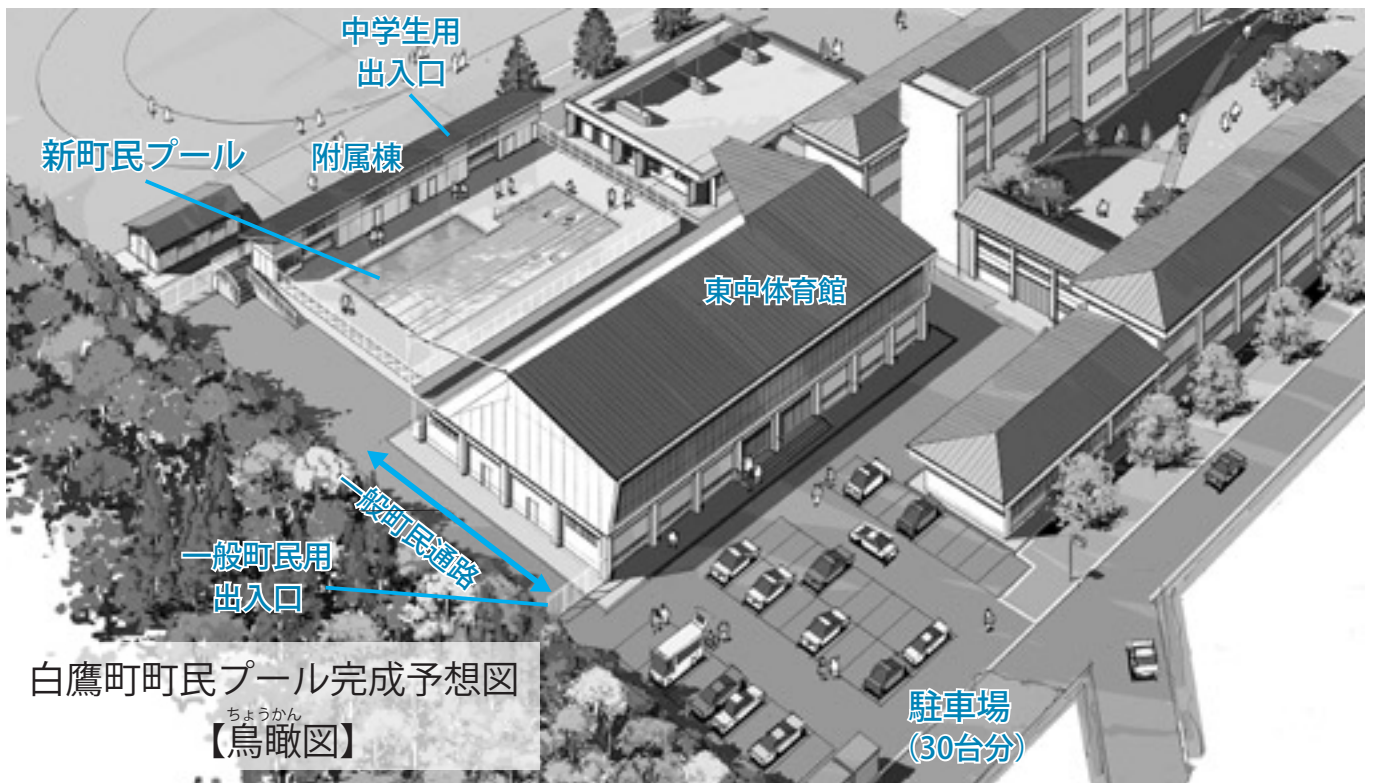 中学生用
出入口
新町民プール
附属棟
東中体育館
一般町民通路
一般町民用
出入口
白鷹町町民プール完成予想図
ちょうかん
【鳥瞰図】
駐車場
（30台分）